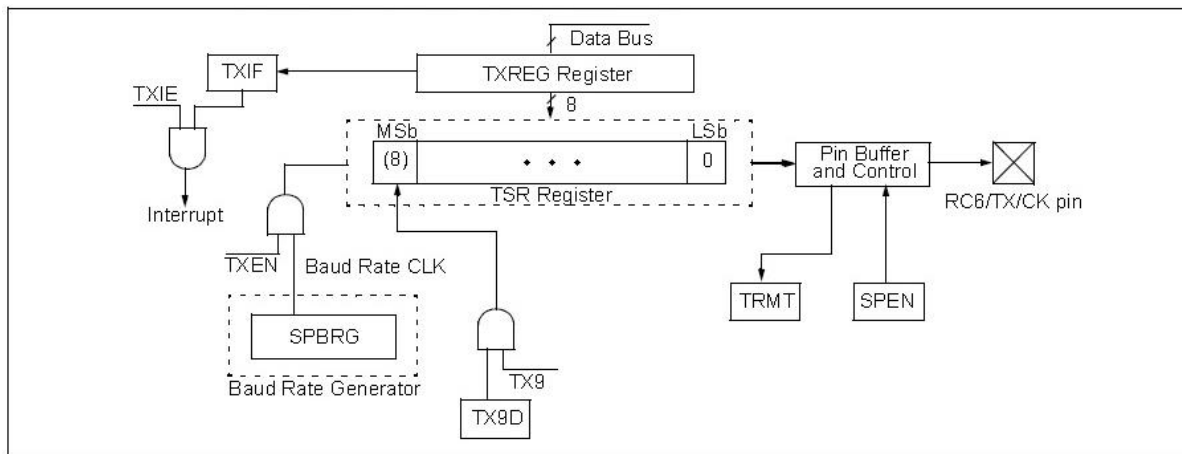 Data Bus
TXIF
TXREG Register
TXIE
8
MSb
LSb
(8)
0
Pin Buffer
and Control
TSR Register
Interrupt
RC6/TX/CK pin
TXEN
Baud Rate CLK
TRMT
SPEN
SPBRG
TX9
Baud Rate Generator
TX9D